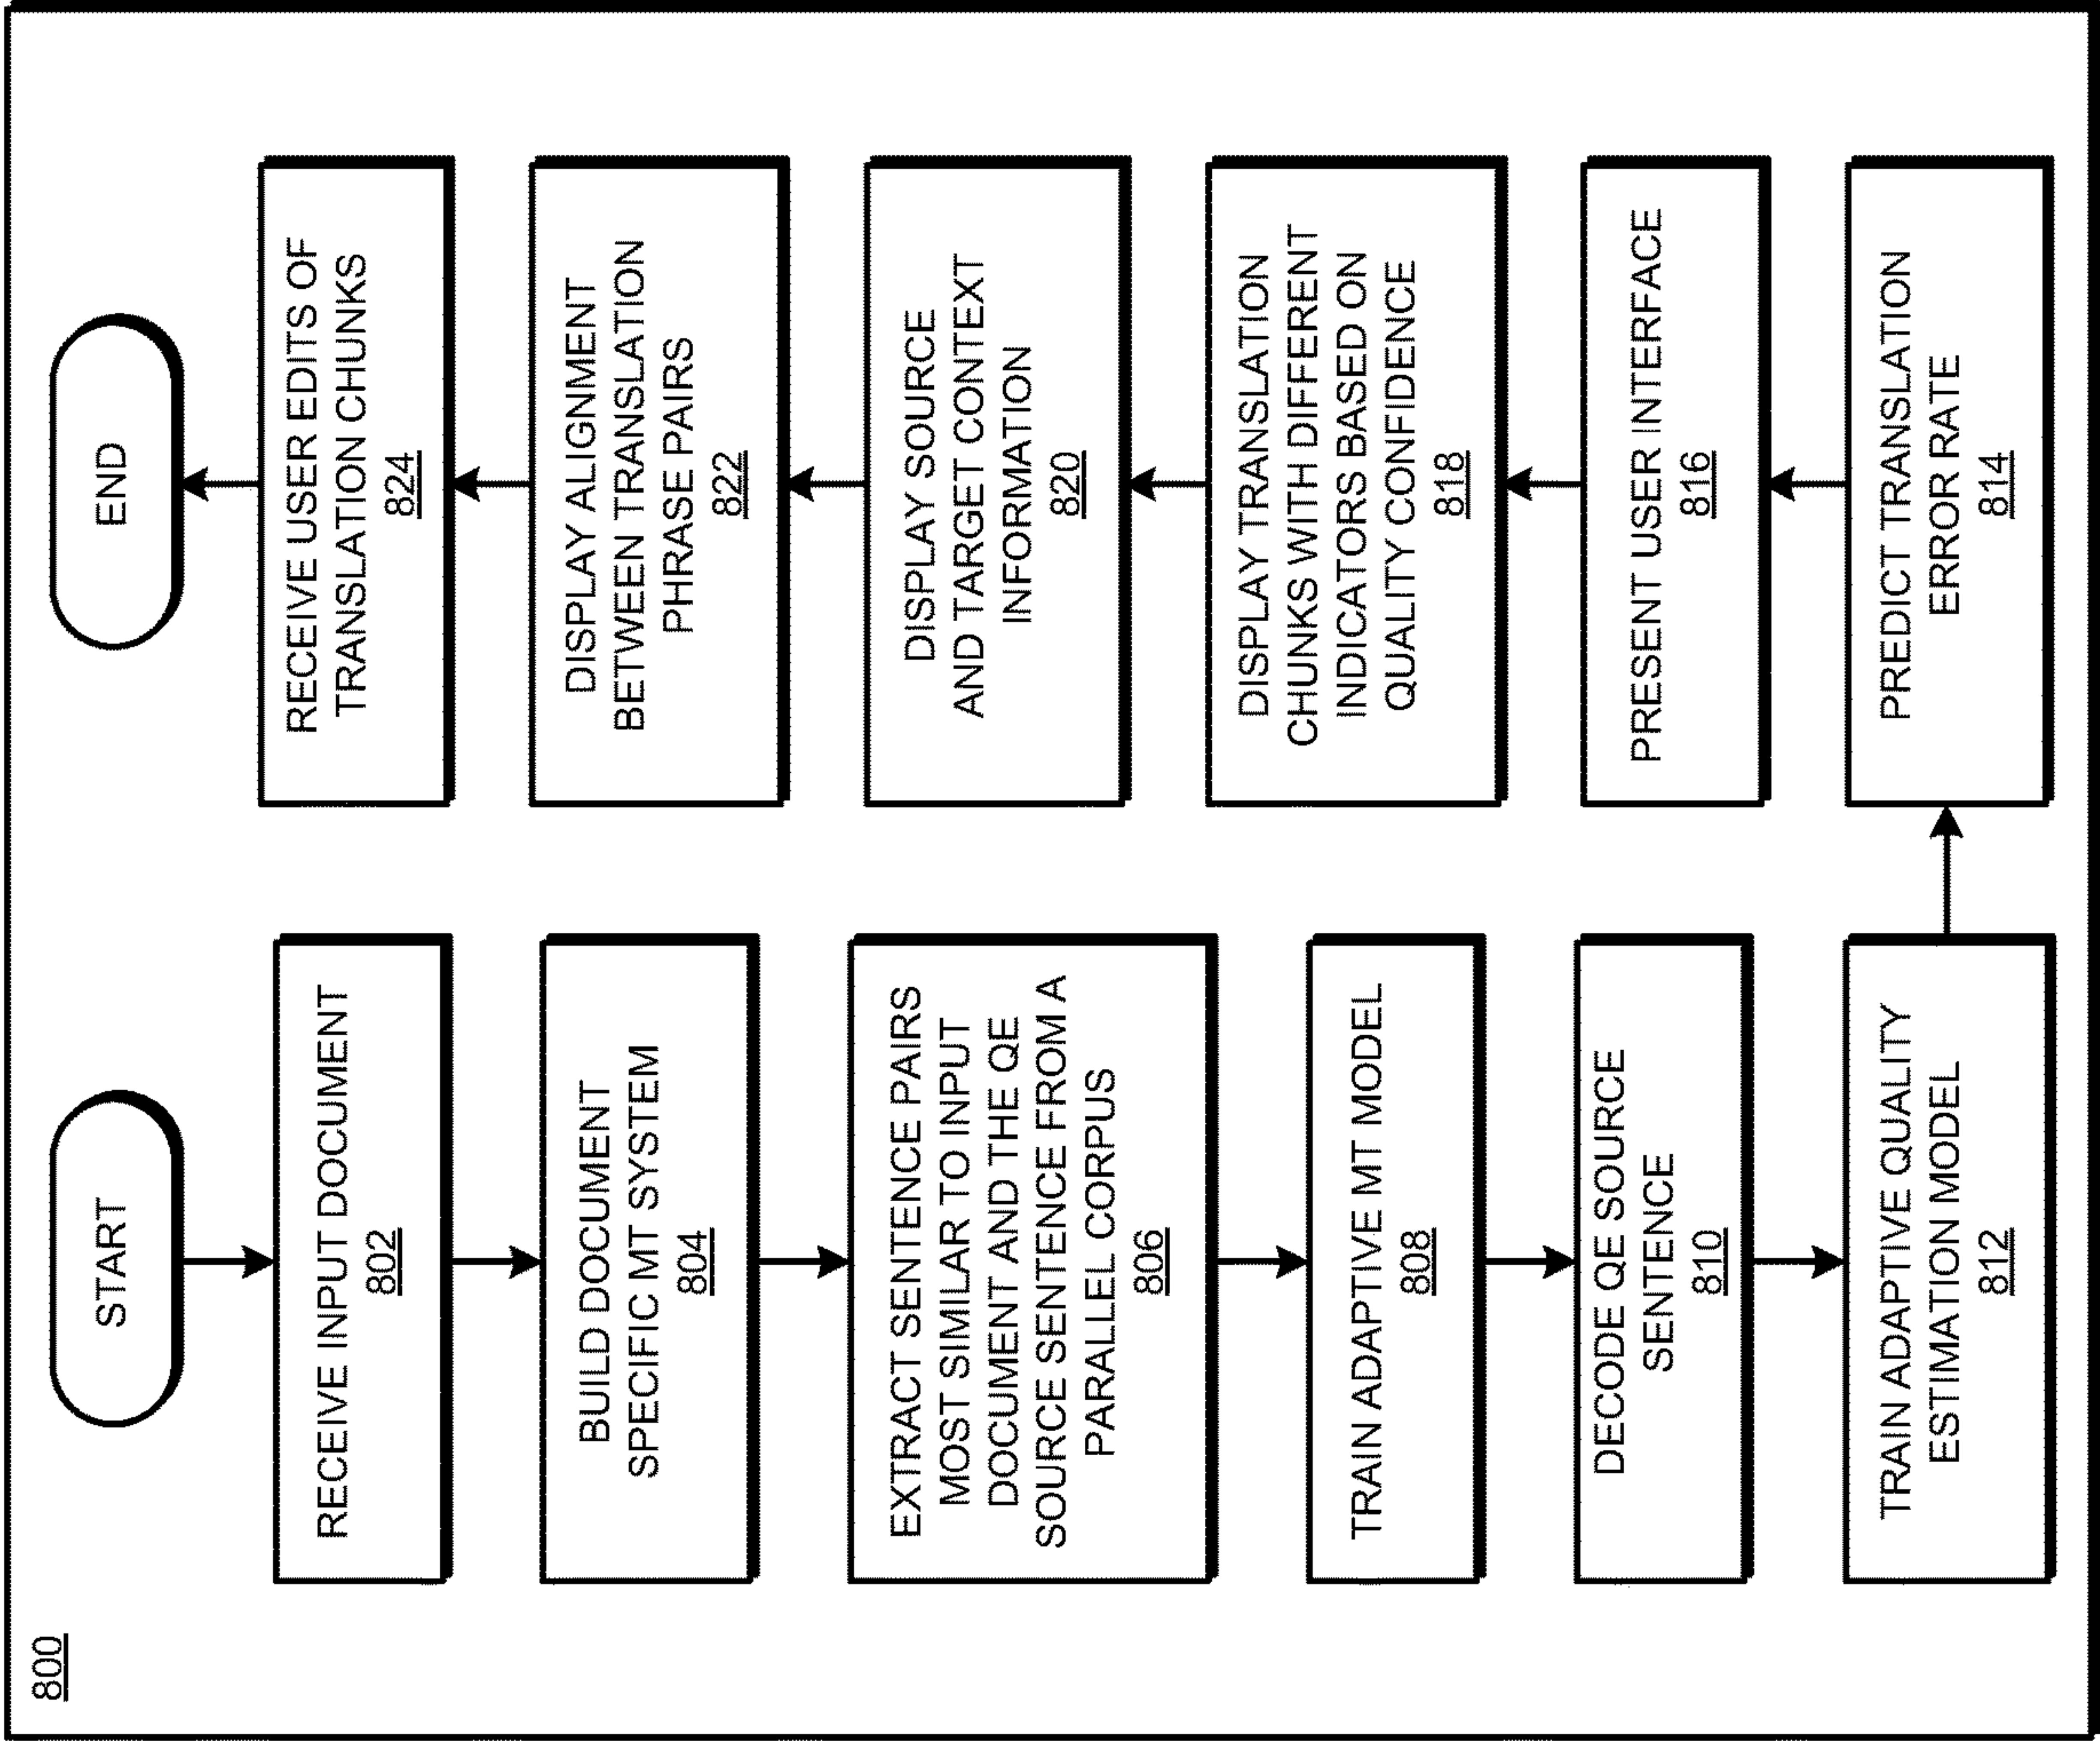 800
START
RECEIVE INPUT DOCUMENT
802
BUILD DOCUMENT
SPECIFIC MT SYSTEM
804
EXTRACT SENTENCE PAIRS
MOST SIMILAR TO INPUT
DOCUMENT AND THE QE
SOURCE SENTENCE FROM A
PARALLEL CORPUS
806
TRAIN ADAPTIVE MT MODEL
808
DECODE QE SOURCE
SENTENCE
810
TRAIN ADAPTIVE QUALITY
ESTIMATION MODEL
812
PREDICT TRANSLATION
ERROR RATE
814
PRESENT USER INTERFACE
816
DISPLAY TRANSLATION
CHUNKS WITH DIFFERENT
INDICATORS BASED ON
QUALITY CONFIDENCE
818
DISPLAY SOURCE
AND TARGET CONTEXT
INFORMATION
820
DISPLAY ALIGNMENT
BETWEEN TRANSLATION
PHRASE PAIRS
822
RECEIVE USER EDITS OF
TRANSLATION CHUNKS
824
END